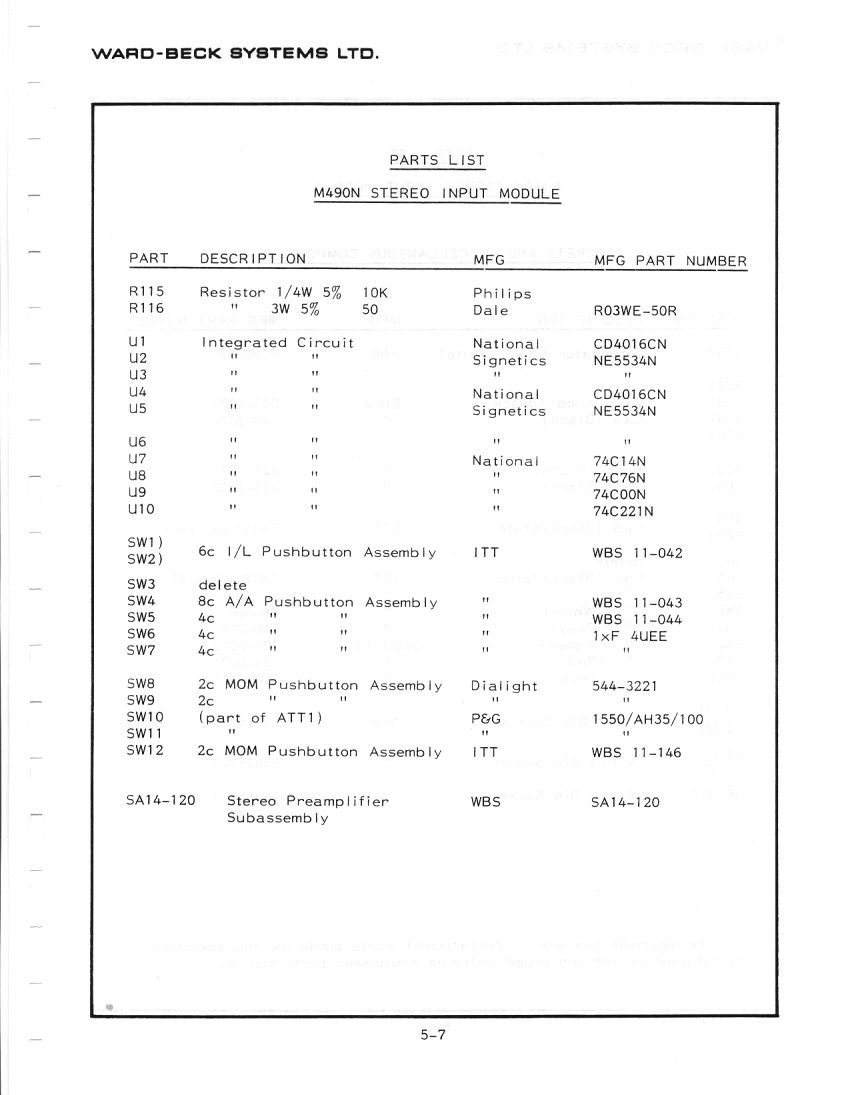 WARD-BECK SYSTEMS LTD.
PARTS LIST
M490N STEREO INPUT MODULE
PART DESCRIPTION MFG MFG PART NUMBER
R115 Resistor 1/4W 5% 10K Philips
R116 " 3W 5% 50 Dale R03WE-50R
U1 Integrated Circuit National CD4016CN
U2 " " Signetics NE5534N
U3 " " " "
U4 " " National CD4016CN
U5 " " Signetics NE5534N
U6 " " " "
U7 " " National 74C14N
U8 " " " 74C76N
U9 " " " 74C00N
U10 " " " 74C221N
SW1)
SW2) 6c I/L Pushbutton Assembly ITT WBS 11-042
SW3 delete
SW4 8c A/A Pushbutton Assembly " WBS 11-043
SW5 4c " " " WBS 11-044
SW6 4c " " " 1xF 4UEE
SW7 4c " " " "
SW8 2c MOM Pushbutton Assembly Dialight 544-3221
SW9 2c " " " "
SW10 (part of ATT1) P&G 1550/AH35/100
SW11 " " "
SW12 2c MOM Pushbutton Assembly ITT WBS 11-146
SA14-120 Stereo Preamplifier WBS SA14-120
Subassembly
5-7